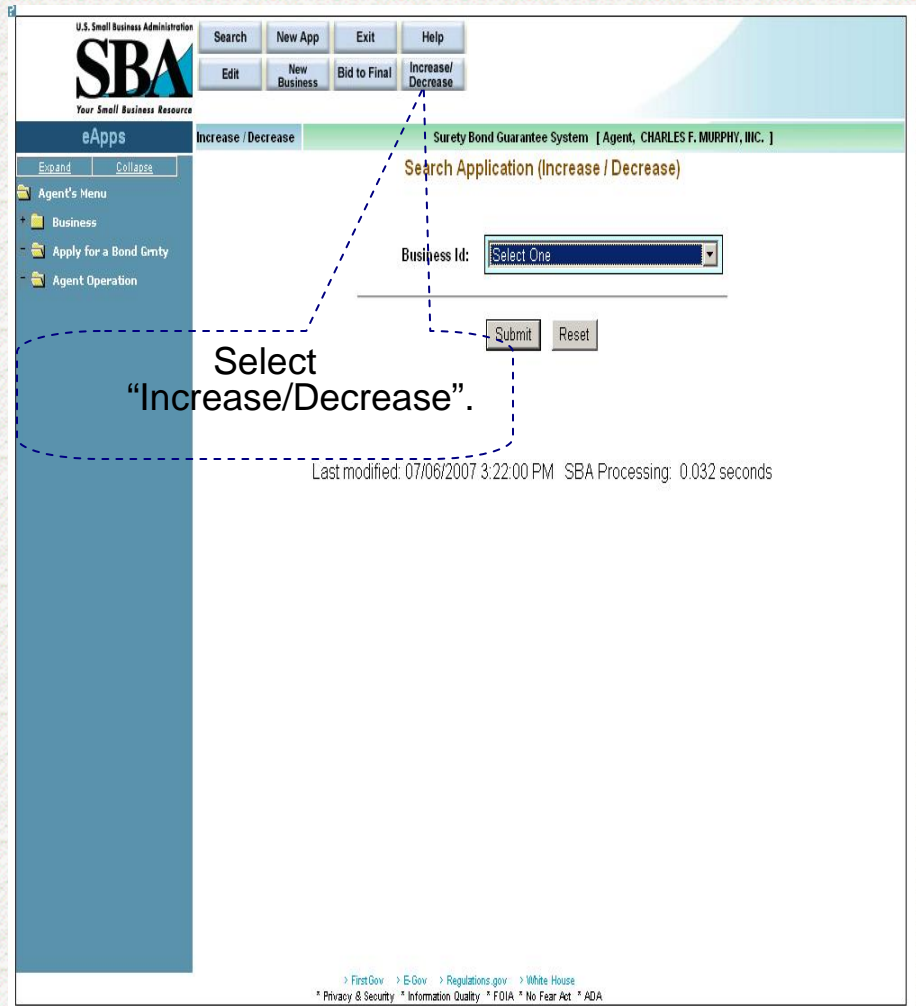 U.S. Small Business Administration
SBA
Your Small Business Resource
Search New App Exit Help
Edit New Business Bid to Final Increase/ Decrease
eApps
Increase / Decrease
Surety Bond Guarantee System [ Agent, CHARLES F. MURPHY, INC. ]
Expand Collapse
Agent's Menu
+ Business
- Apply for a Bond Grnty
- Agent Operation
Search Application (Increase / Decrease)
Business Id: Select One
Submit Reset
Select
“Increase/Decrease”.
Last modified: 07/06/2007 3:22:00 PM SBA Processing: 0.032 seconds
> FirstGov > E-Gov > Regulations.gov > White House
* Privacy & Security * Information Quality * FOIA * No Fear Act * ADA